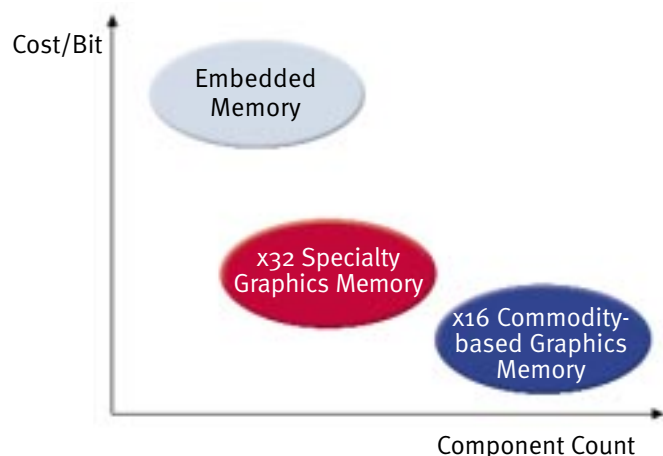 Cost/Bit
Embedded
Memory
x32 Specialty
Graphics Memory
x16 Commodity-
based Graphics
Memory
Component Count